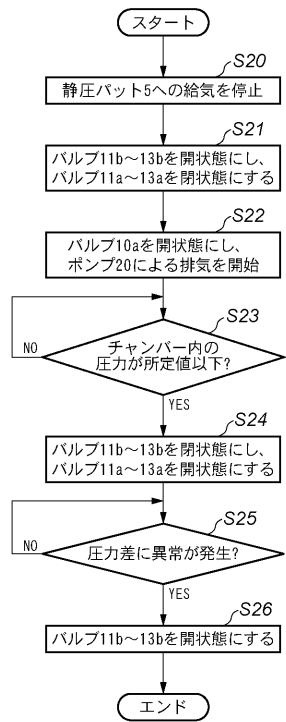 スタート
S20
静圧パット5への給気を停止
S21
バルブ11b〜13bを開状態にし、
バルブ11a〜13aを閉状態にする
S22
バルブ10aを開状態にし、
ポンプ20による排気を開始
S23
チャンバー内の
圧力が所定値以下?
NO
YES
S24
バルブ11b〜13bを閉状態にし、
バルブ11a〜13aを開状態にする
S25
圧力差に異常が発生?
NO
YES
S26
バルブ11b〜13bを開状態にする
エンド